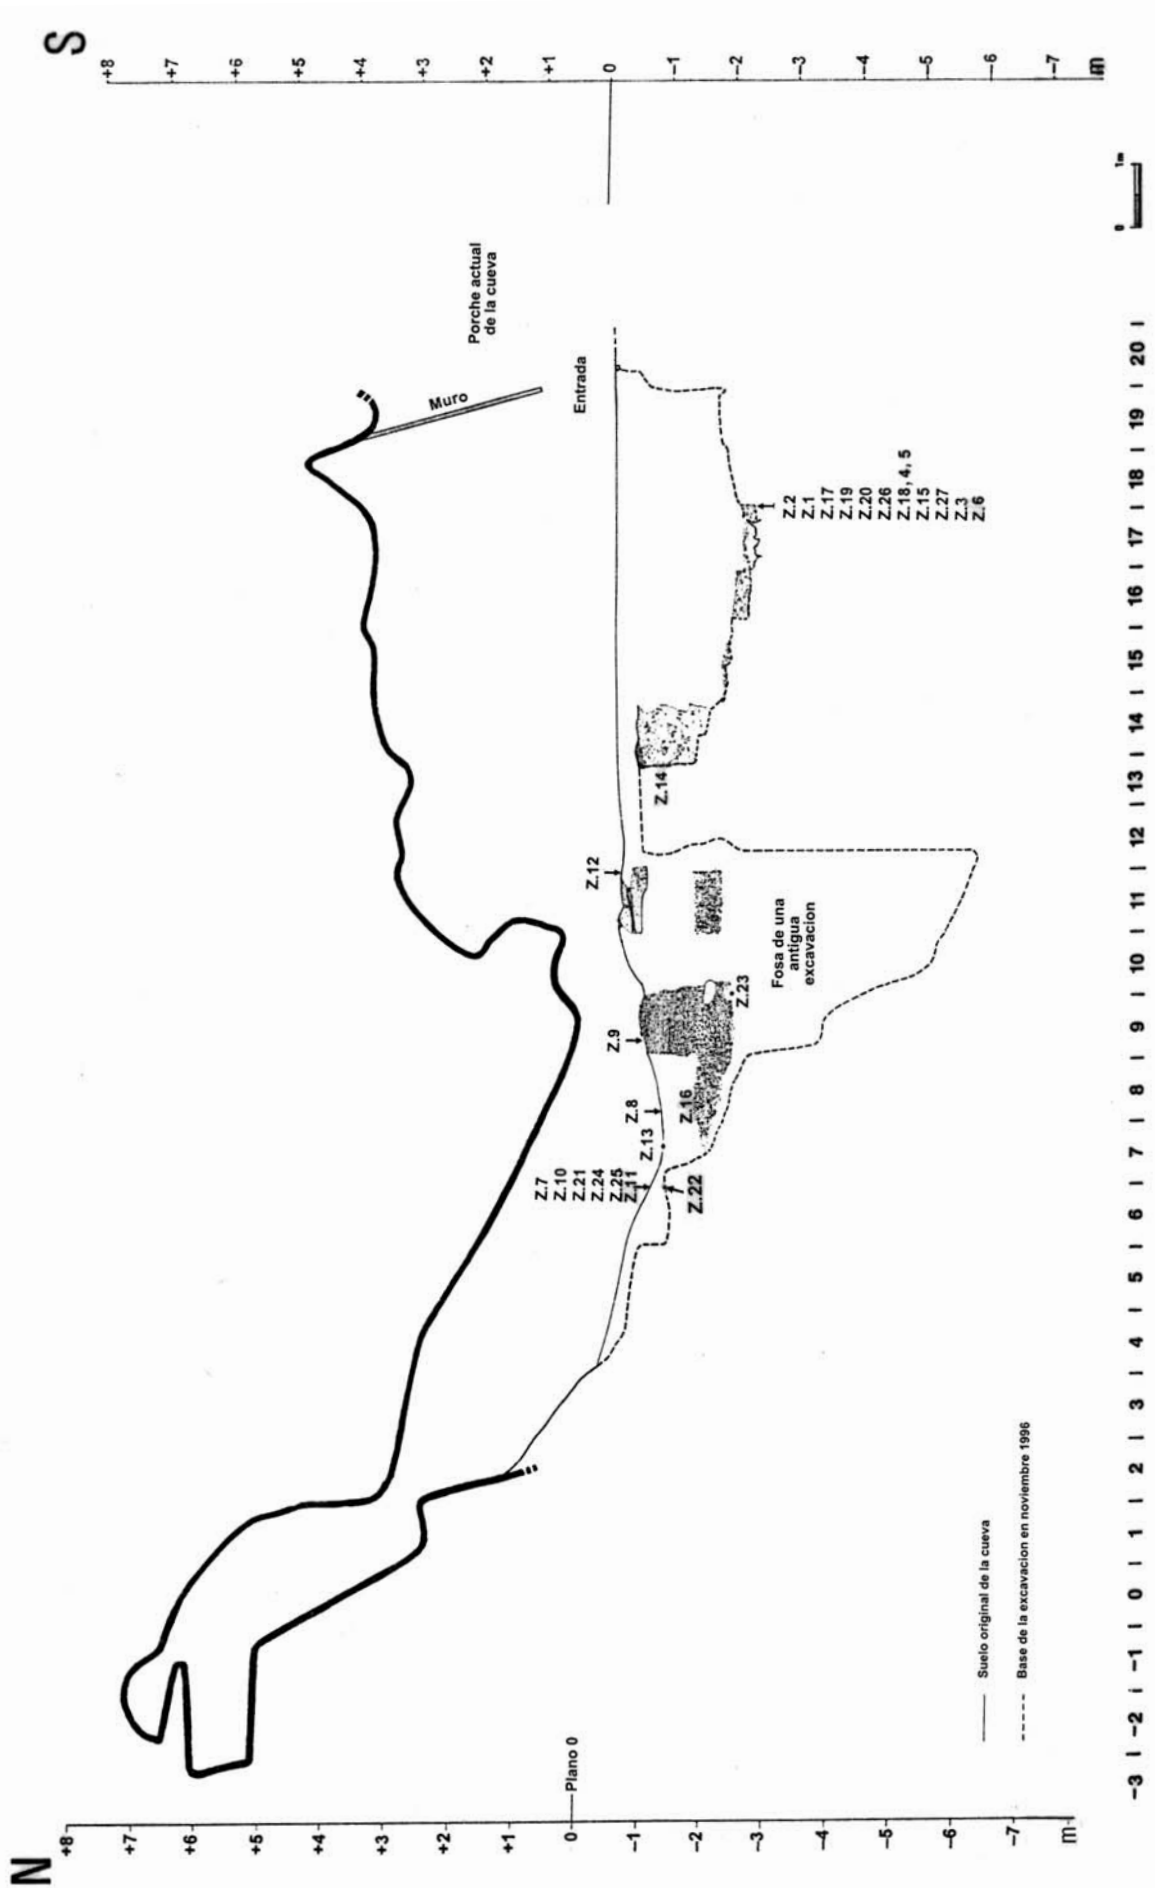 N
S
+8
+7
+6
+5
+4
+3
+2
+1
0
-1
-2
-3
-4
-5
-6
-7
m
Plano 0
+8
+7
+6
+5
+4
+3
+2
+1
0
-1
-2
-3
-4
-5
-6
-7
m
Muro
Porche actual
de la cueva
Entrada
Z.7
Z.10
Z.21
Z.24
Z.25
Z.11
Z.22
Z.13
Z.8
Z.16
Z.9
Z.23
Z.12
Z.14
Fosa de una
antigua
excavacion
Z.2
Z.1
Z.17
Z.19
Z.20
Z.26
Z.18, 4, 5
Z.15
Z.27
Z.3
Z.6
Suelo original de la cueva
Base de la excavacion en noviembre 1996
0 1m
-3 I -2 I -1 I 0 I 1 I 2 I 3 I 4 I 5 I 6 I 7 I 8 I 9 I 10 I 11 I 12 I 13 I 14 I 15 I 16 I 17 I 18 I 19 I 20 I